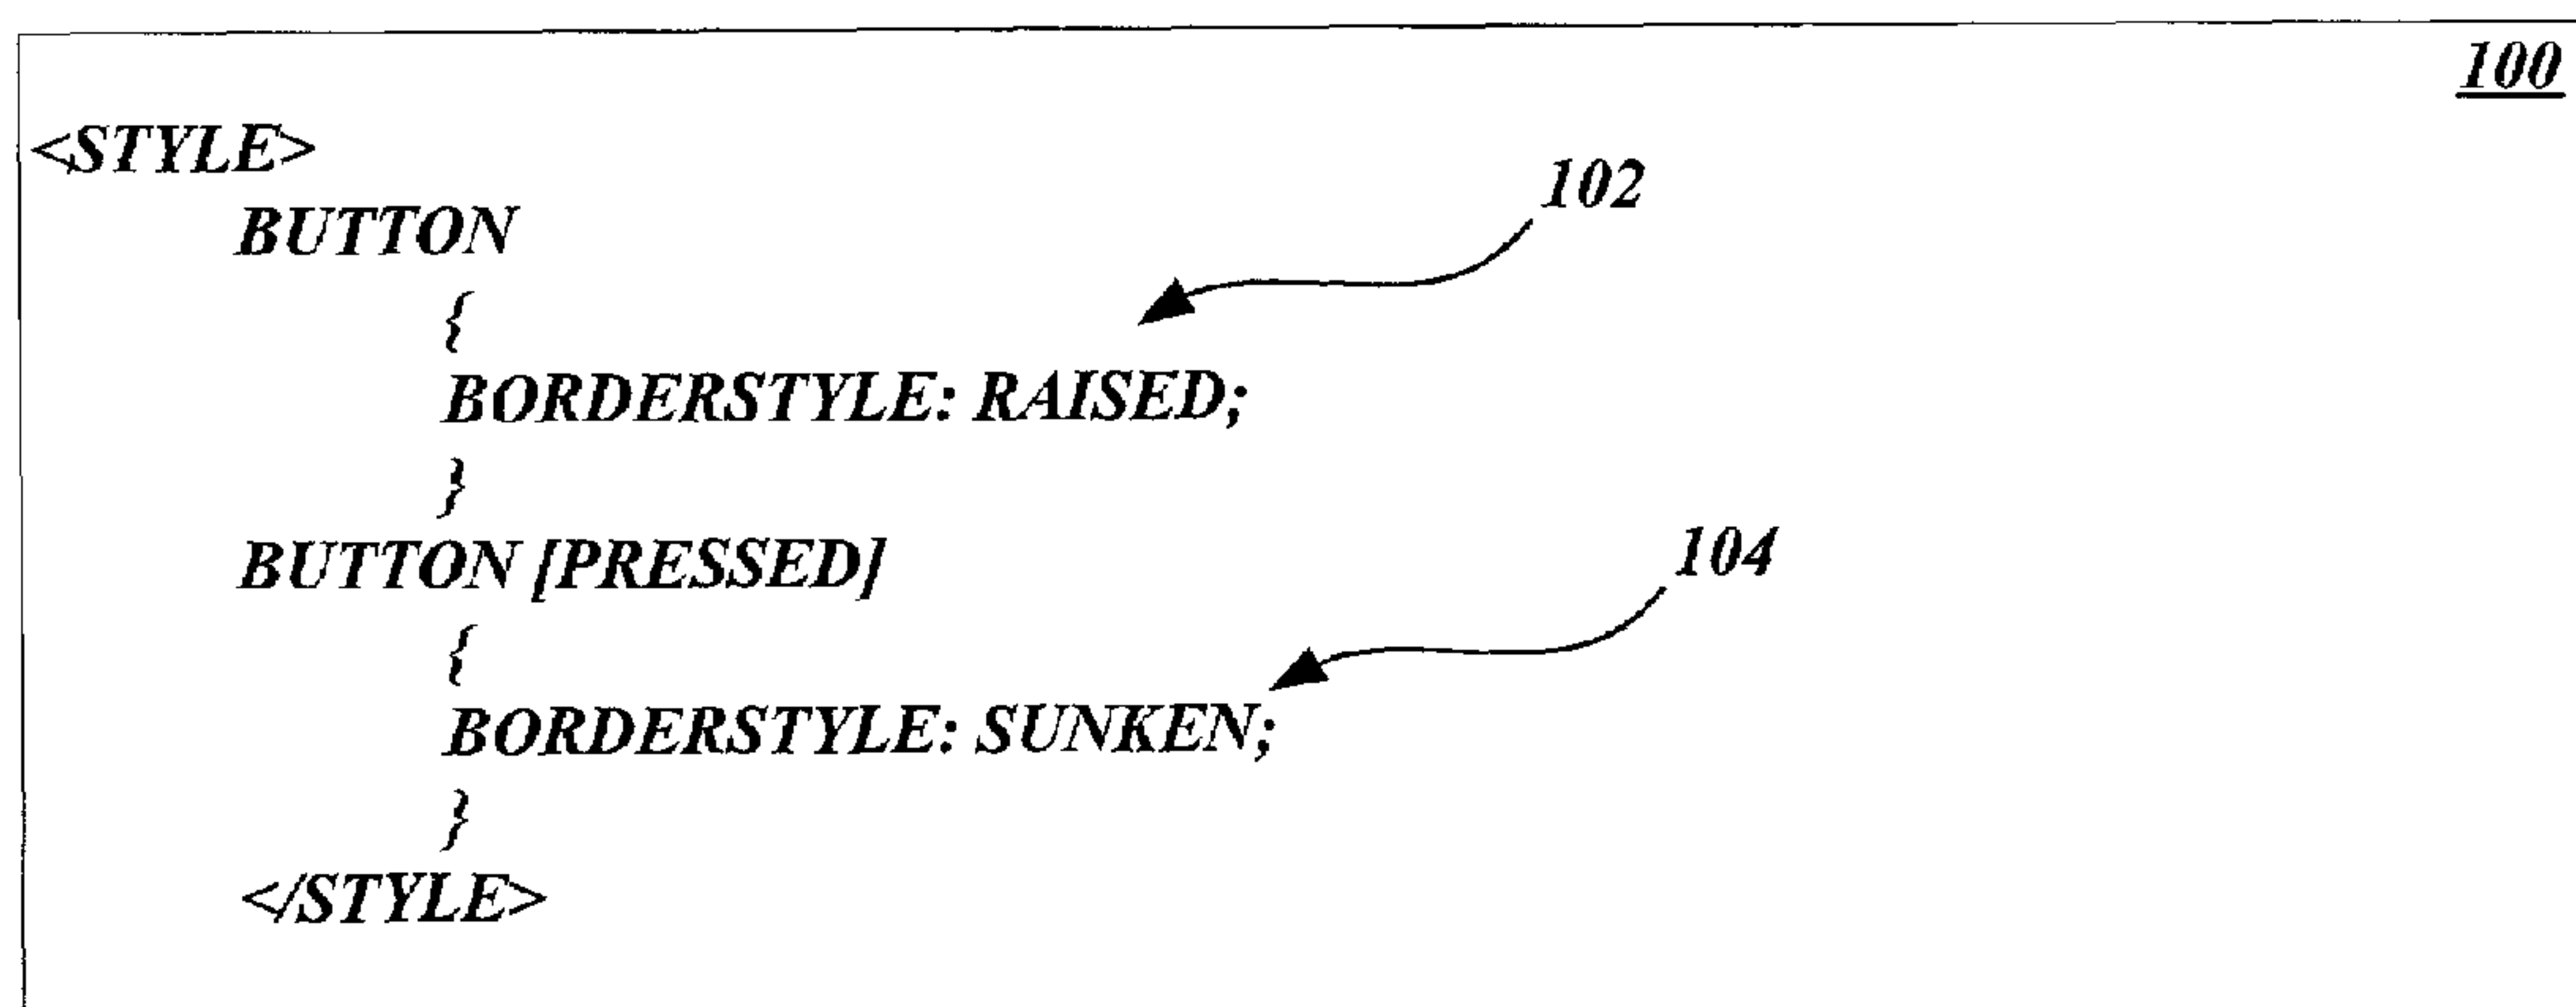 100
<STYLE>
102
BUTTON
{
BORDERSTYLE: RAISED;
}
BUTTON [PRESSED]
104
{
BORDERSTYLE: SUNKEN;
}
</STYLE>